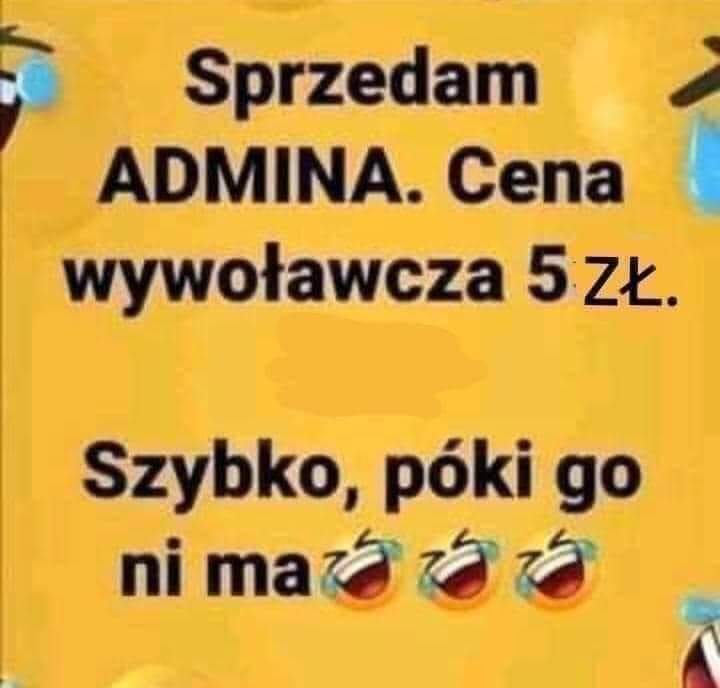 Sprzedam
ADMINA. Cena
wywoławcza 5 ZŁ.
Szybko, póki go
ni ma🤣🤣🤣